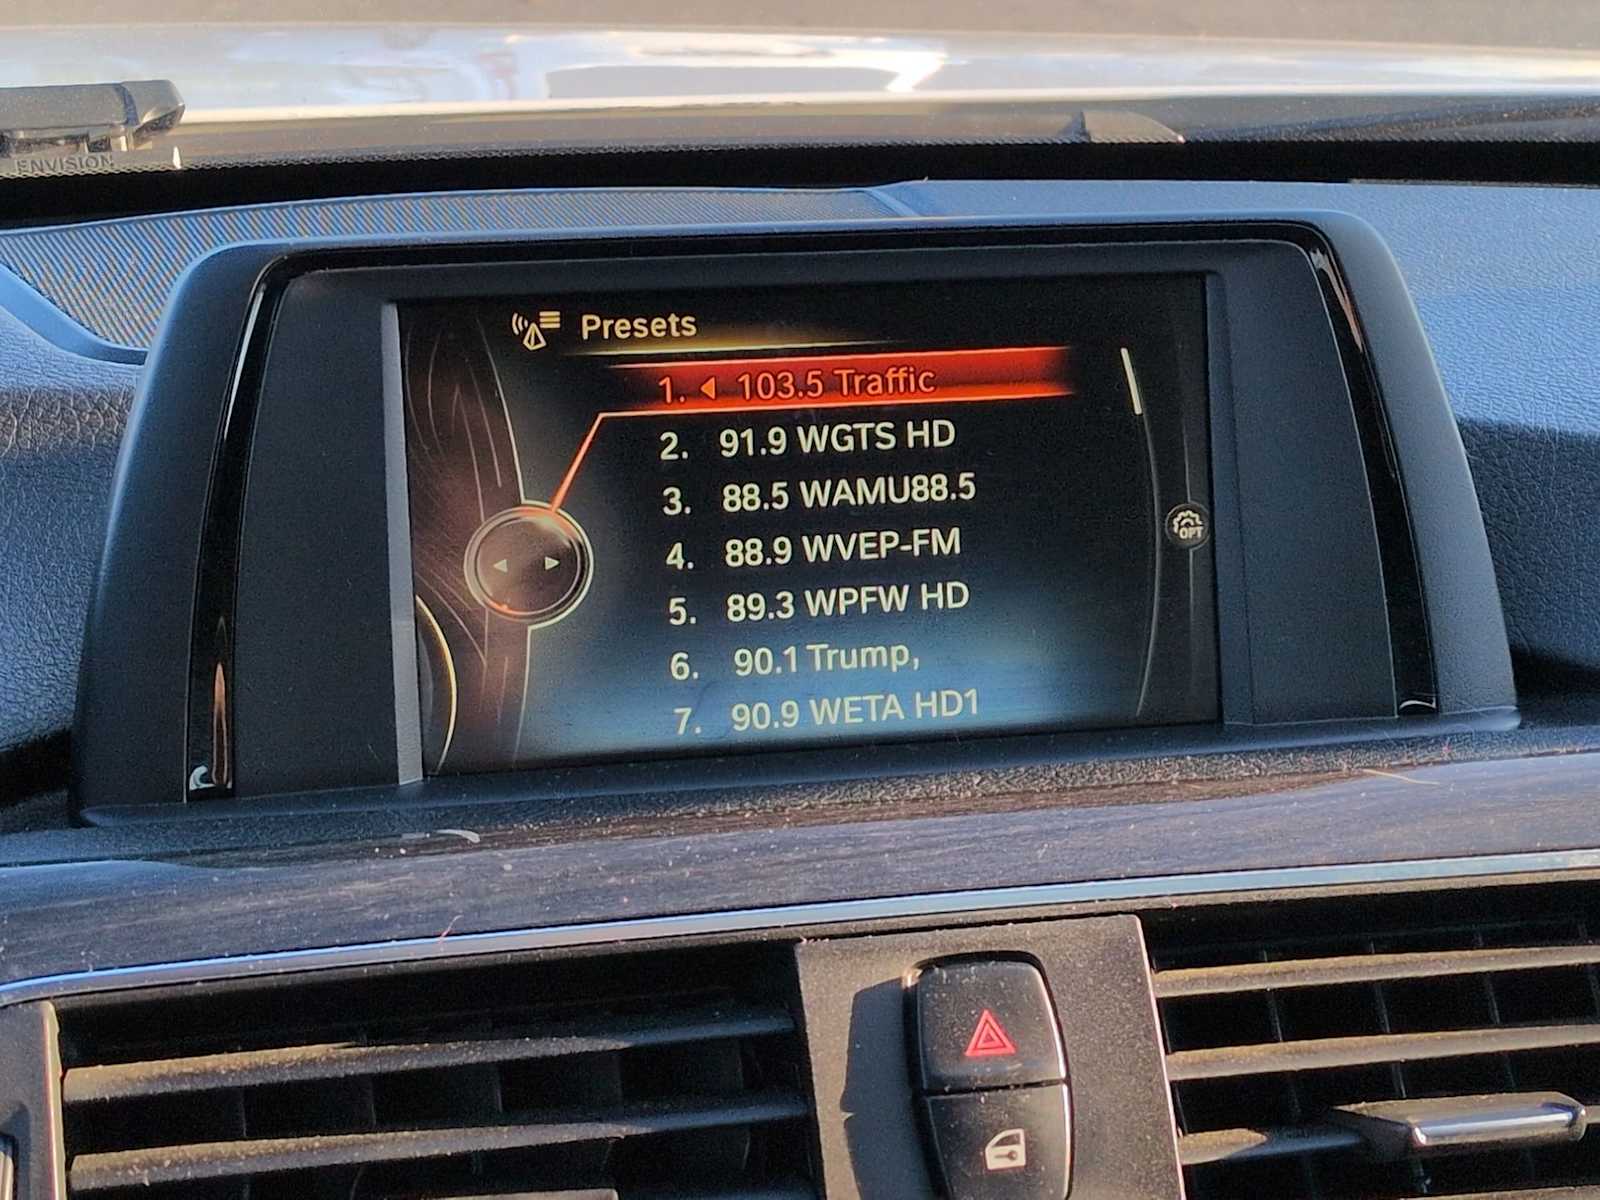 ENVISION
Presets
1. 103.5 Traffic
2. 91.9 WGTS HD
3. 88.5 WAMU88.5
4. 88.9 WVEP-FM
5. 89.3 WPFW HD
6. 90.1 Trump,
7. 90.9 WETA HD1
OPT